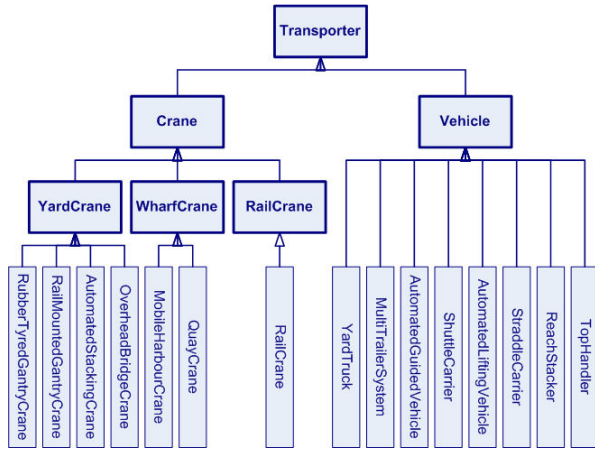 Transporter
Crane
Vehicle
YardCrane
WharfCrane
RailCrane
RubberTyredGantryCrane
RailMountedGantryCrane
AutomatedStackingCrane
OverheadBridgeCrane
MobileHarbourCrane
QuayCrane
RailCrane
YardTruck
MultiTrailerSystem
AutomatedGuidedVehicle
ShuttleCarrier
AutomatedLiftingVehicle
StraddleCarrier
ReachStacker
TopHandler